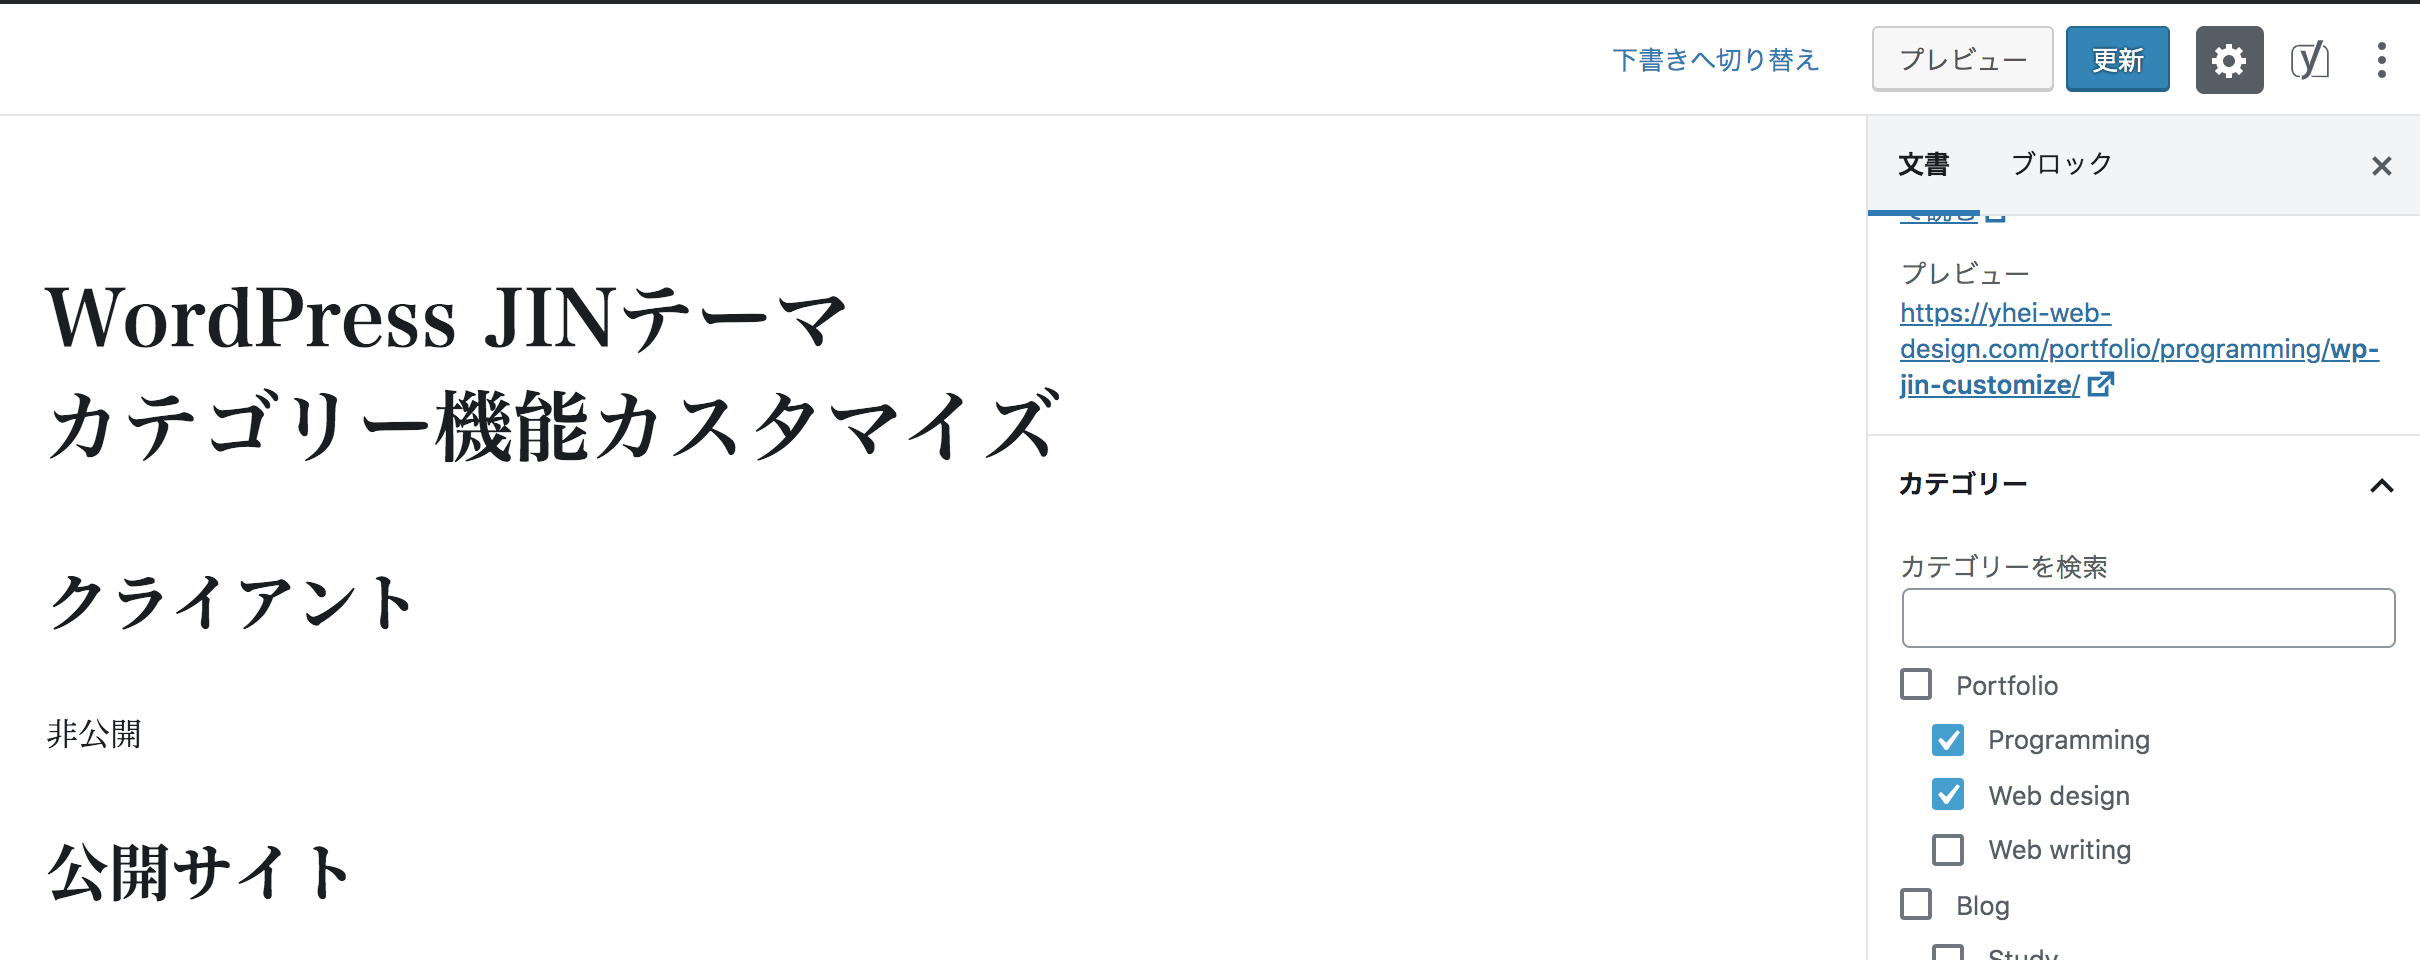 下書きへ切り替え
プレビュー
更新
文書
ブロック
プレビュー
https://yhei-web-
design.com/portfolio/programming/wp-
jin-customize/
カテゴリー
カテゴリーを検索
Portfolio
Programming
Web design
Web writing
Blog
Study
WordPress JINテーマ
カテゴリー機能カスタマイズ
クライアント
非公開
公開サイト